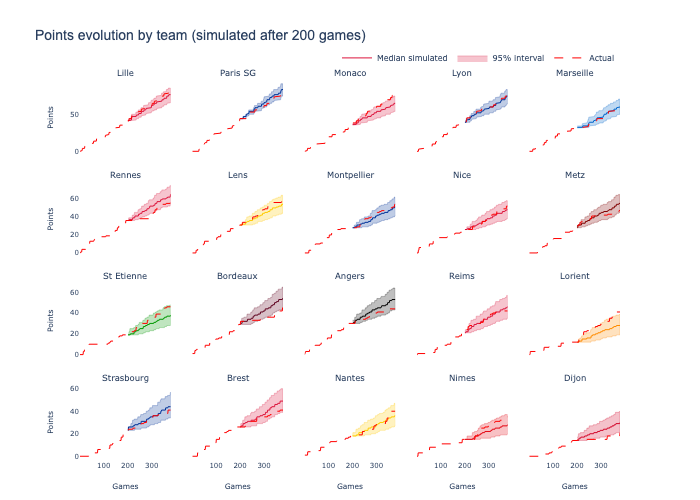 Points evolution by team (simulated after 200 games)
Median simulated 95% interval Actual
Lille Paris SG Monaco Lyon Marseille
Points
50
0
Rennes Lens Montpellier Nice Metz
Points
60
40
20
0
St Etienne Bordeaux Angers Reims Lorient
Points
60
40
20
0
Strasbourg Brest Nantes Nimes Dijon
Points
60
40
20
0
100 200 300 100 200 300 100 200 300 100 200 300 100 200 300
Games Games Games Games Games